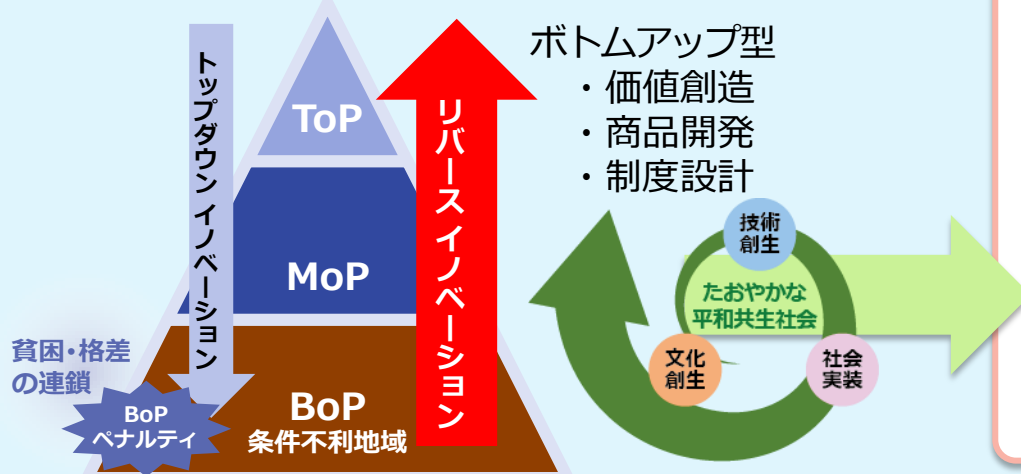 トップダウン イノベーション
ToP
MoP
BoP
条件不利地域
リバース イノベーション
貧困・格差
の連鎖
BoP
ペナルティ
ボトムアップ型
・価値創造
・商品開発
・制度設計
技術
創生
たおやかな
平和共生社会
文化
創生
社会
実装